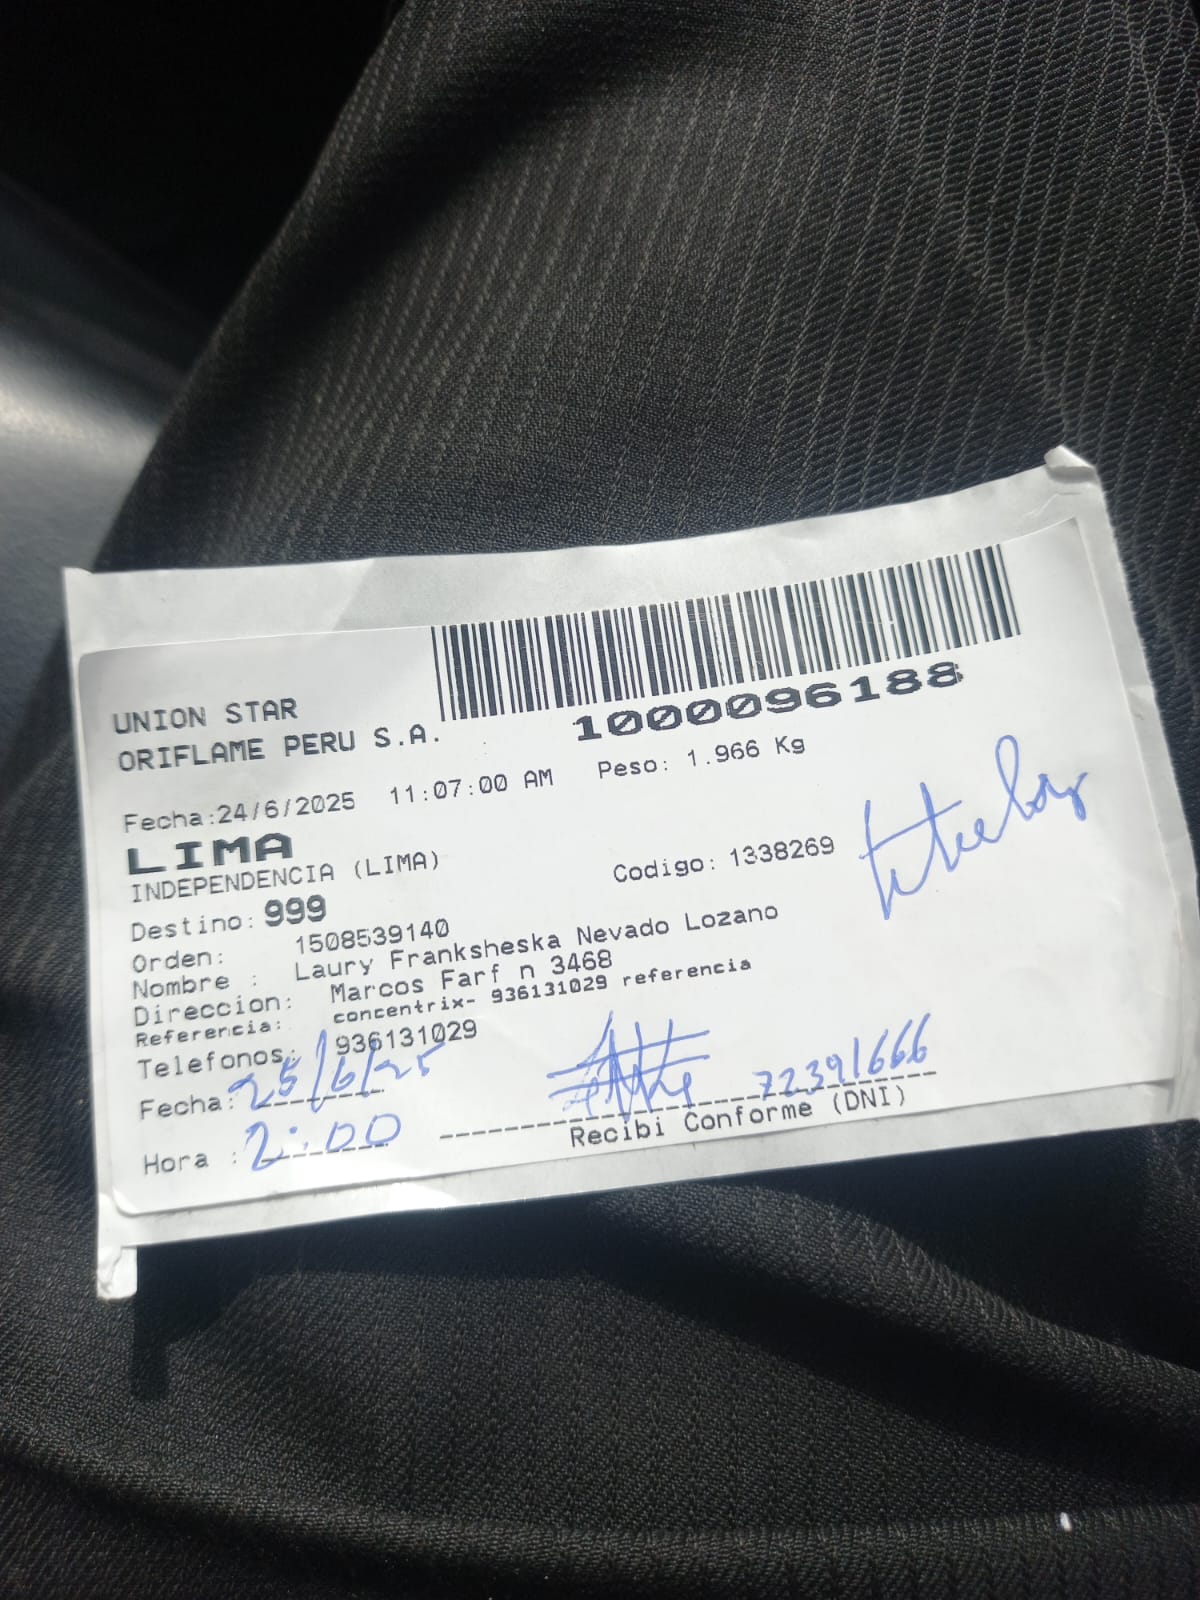 UNION STAR
ORIFLAME PERU S.A.
1000096188
Fecha:24/6/2025 11:07:00 AM Peso: 1.966 Kg
LIMA
INDEPENDENCIA (LIMA)
Codigo: 1338269
Destino: 999
Orden: 1508539140
Nombre : Laury Franksheska Nevado Lozano
Direccion: Marcos Farf n 3468
Referencia: concentrix- 936131029 referencia
Telefonos: 936131029
Fecha: 25/6/25
72391666
Hora : 2:00
Recibi Conforme (DNI)